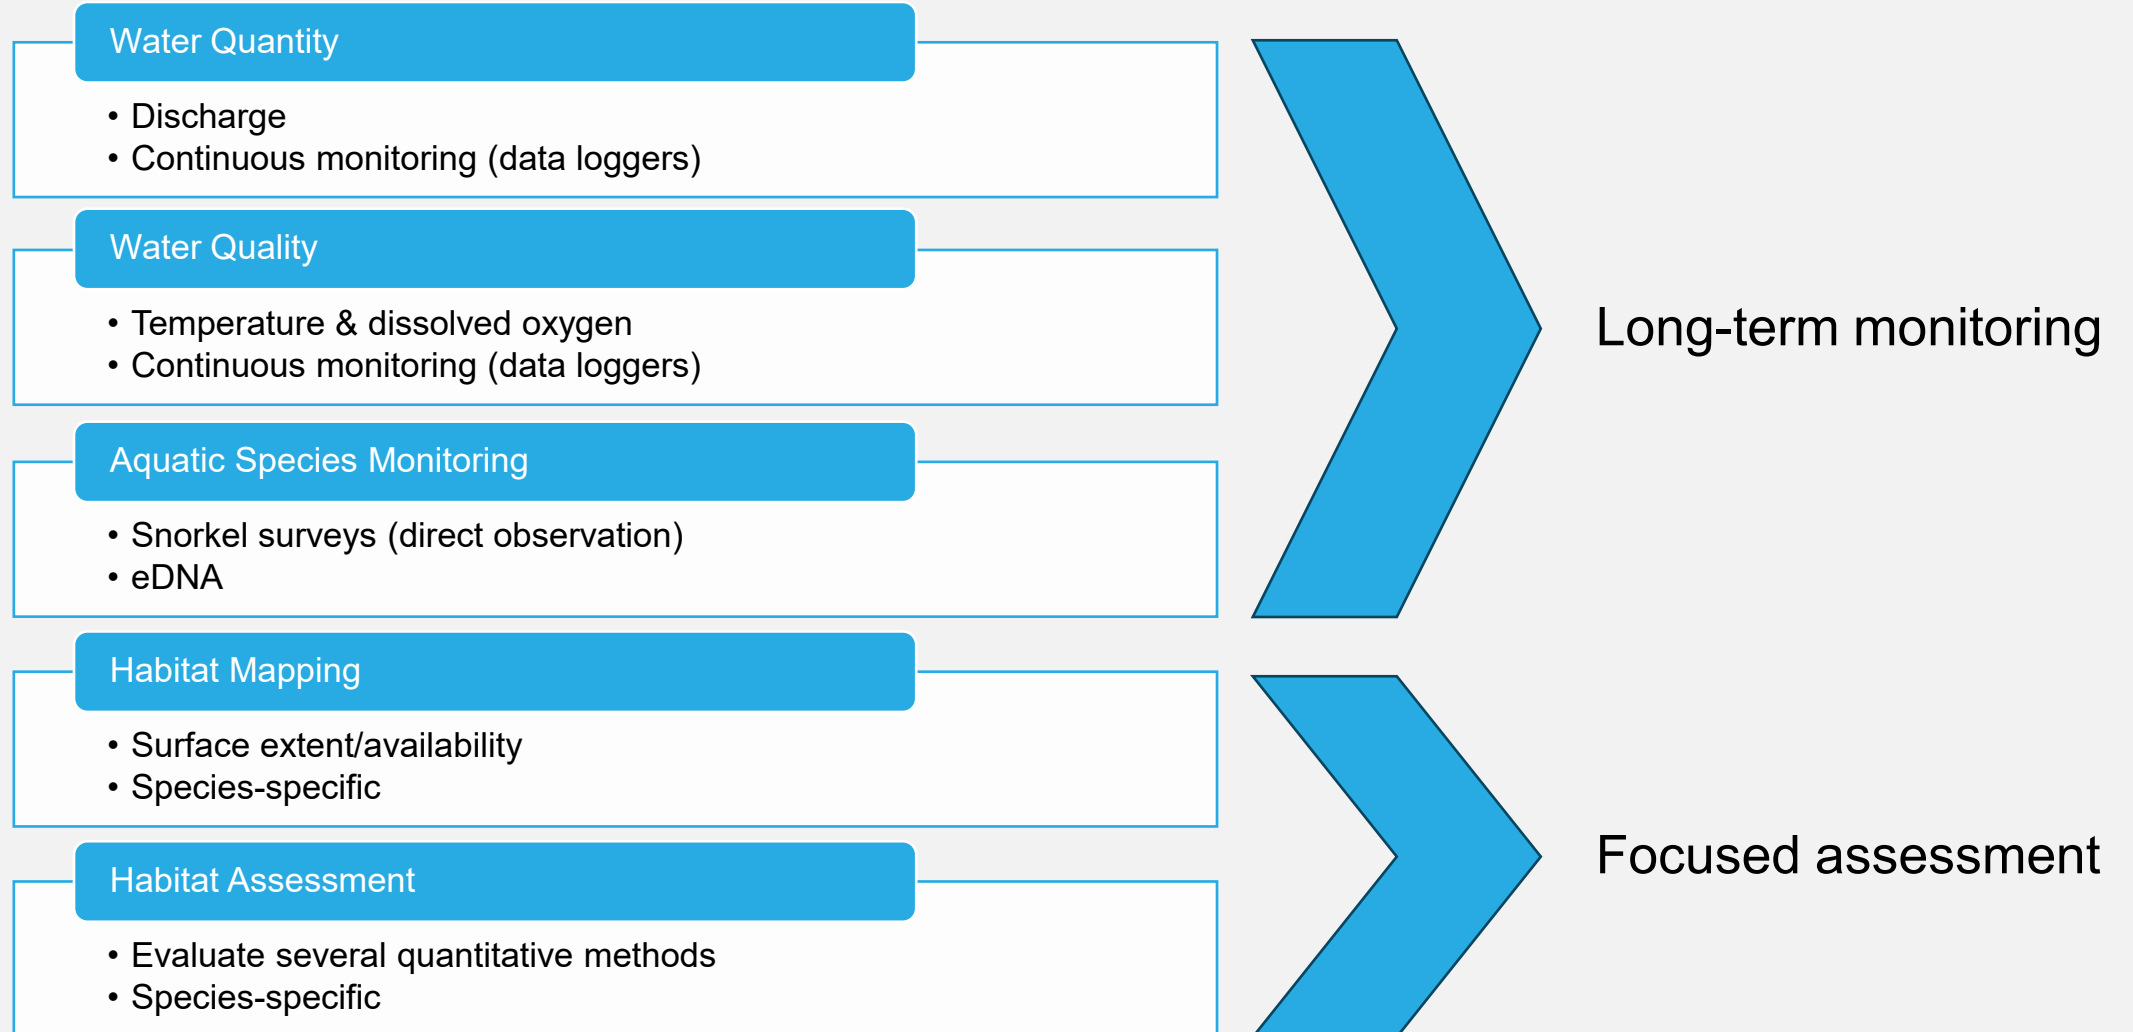 Water Quantity
• Discharge
• Continuous monitoring (data loggers)
Water Quality
• Temperature & dissolved oxygen
• Continuous monitoring (data loggers)
Aquatic Species Monitoring
• Snorkel surveys (direct observation)
• eDNA
Long-term monitoring
Habitat Mapping
• Surface extent/availability
• Species-specific
Habitat Assessment
• Evaluate several quantitative methods
• Species-specific
Focused assessment